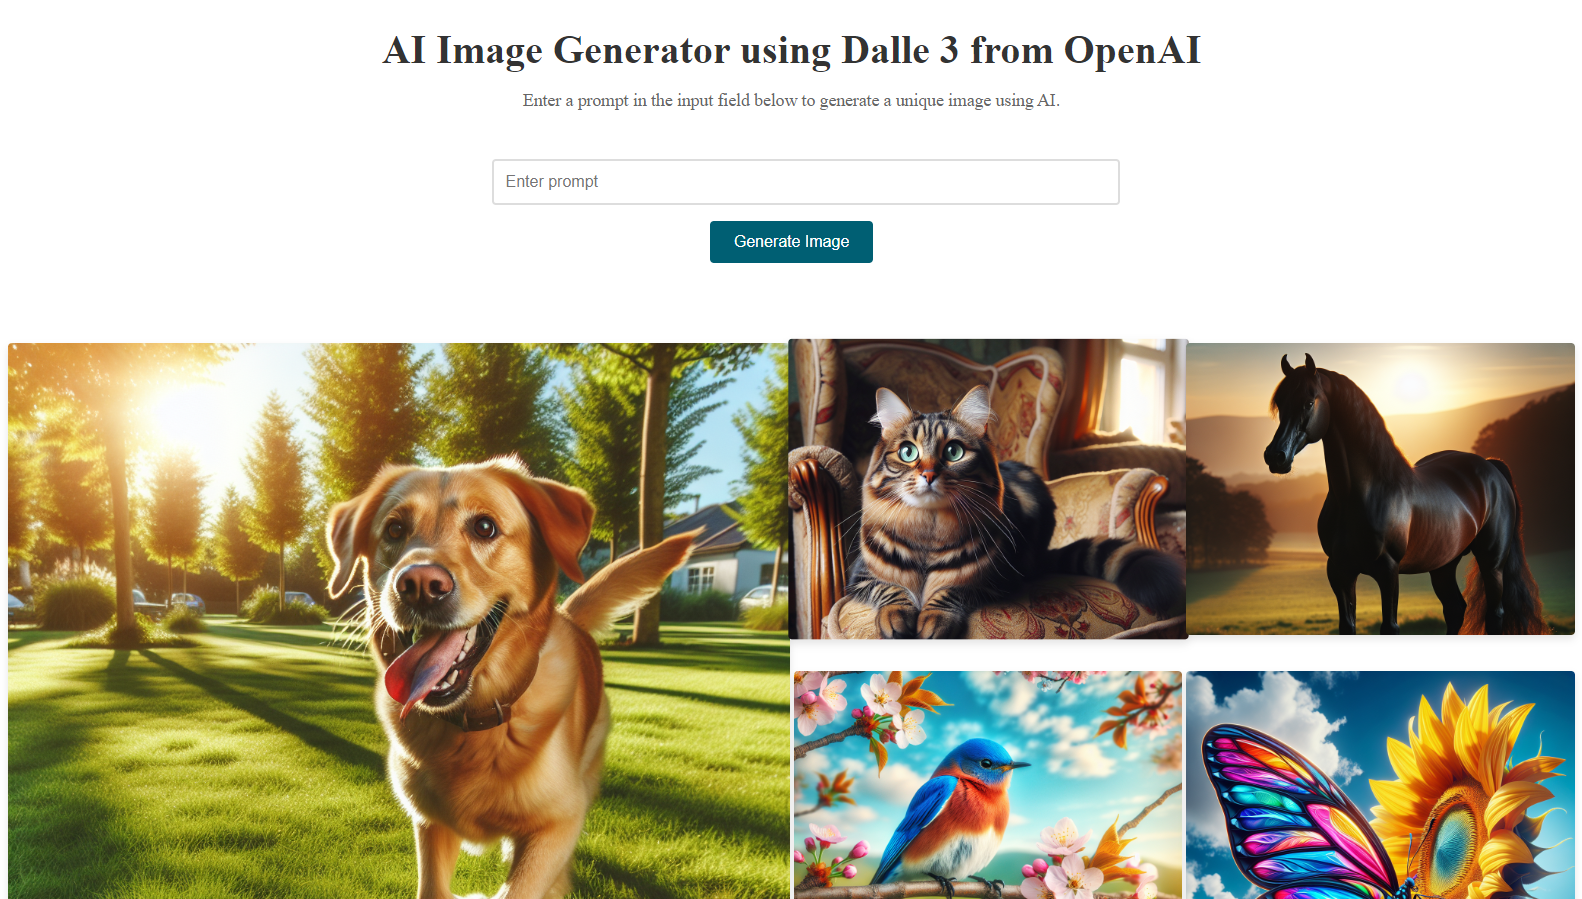 AI Image Generator using Dalle 3 from OpenAI
Enter a prompt in the input field below to generate a unique image using AI.
Enter prompt
Generate Image